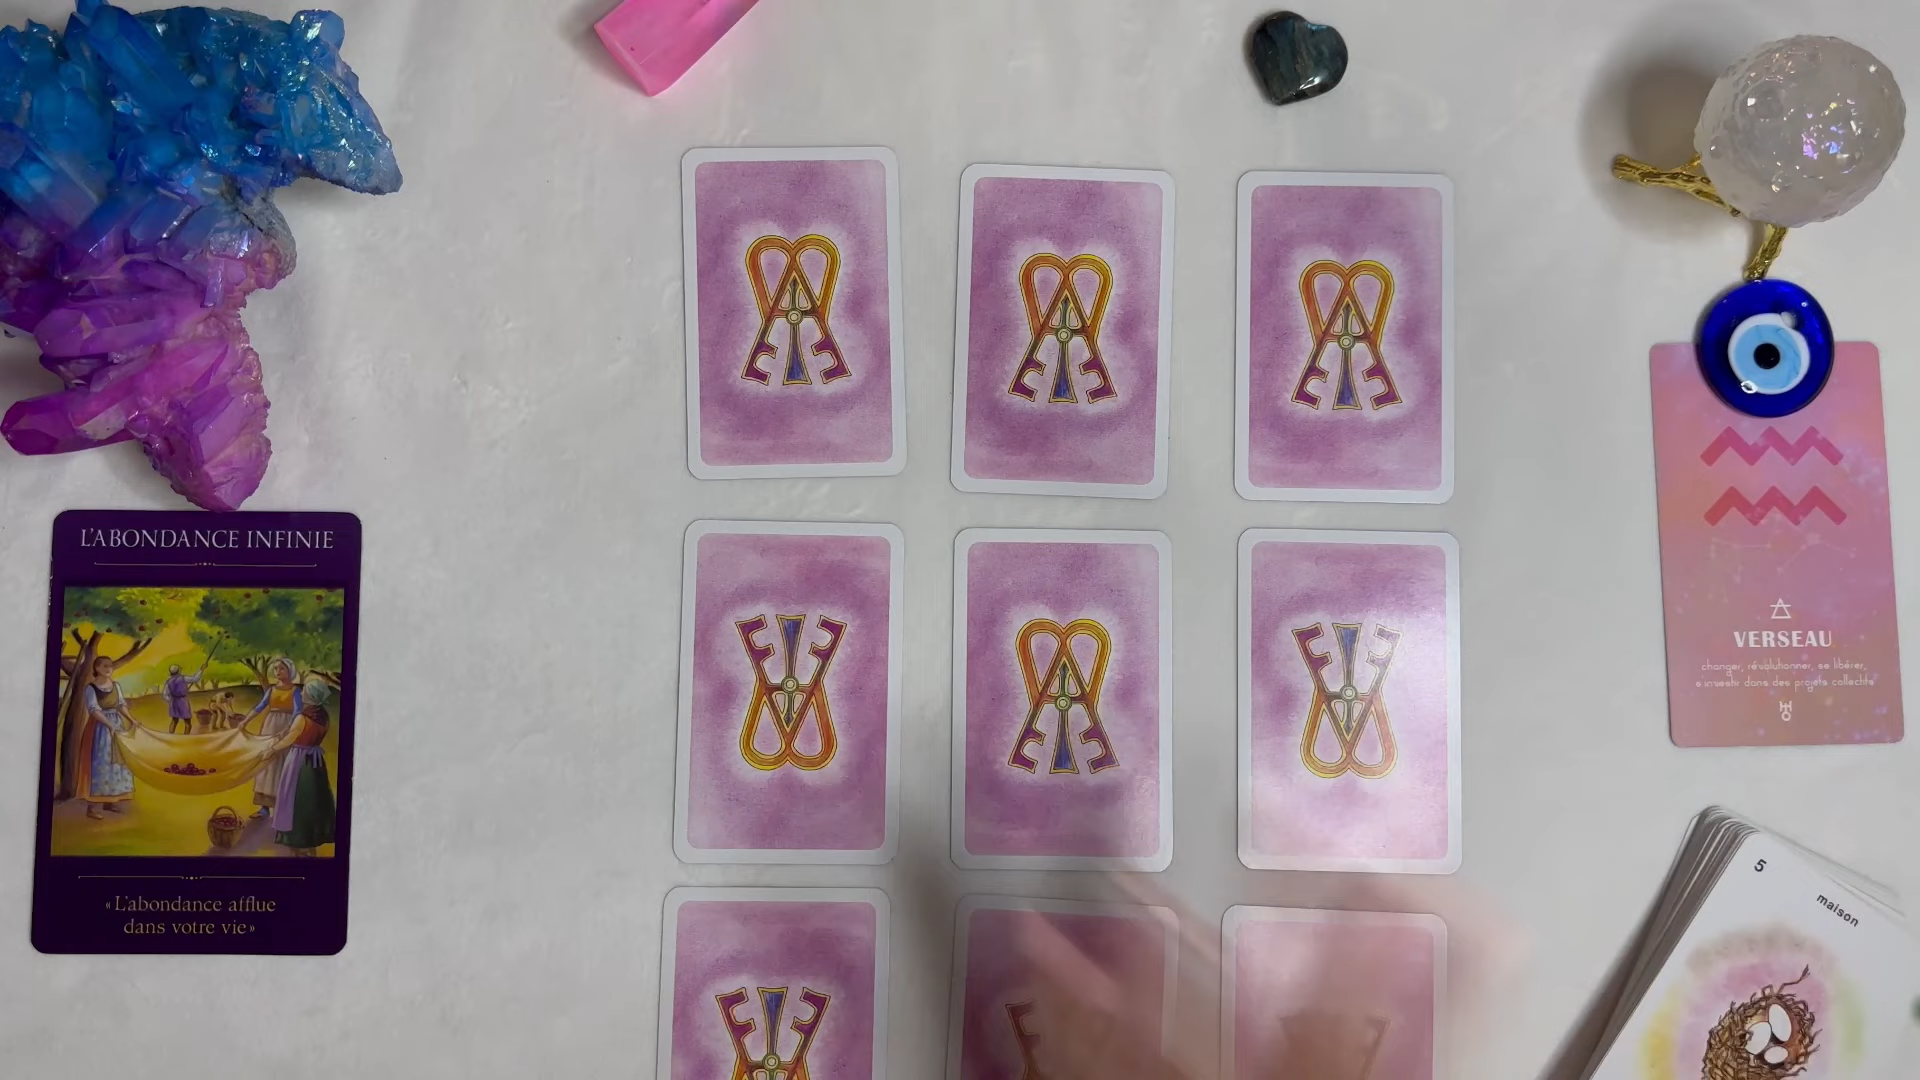 L'ABONDANCE INFINIE
«L'abondance afflue
dans votre vie»
VERSEAU
changer, révolutionner, se libérer,
s'investir dans des projets collectifs
5
maison